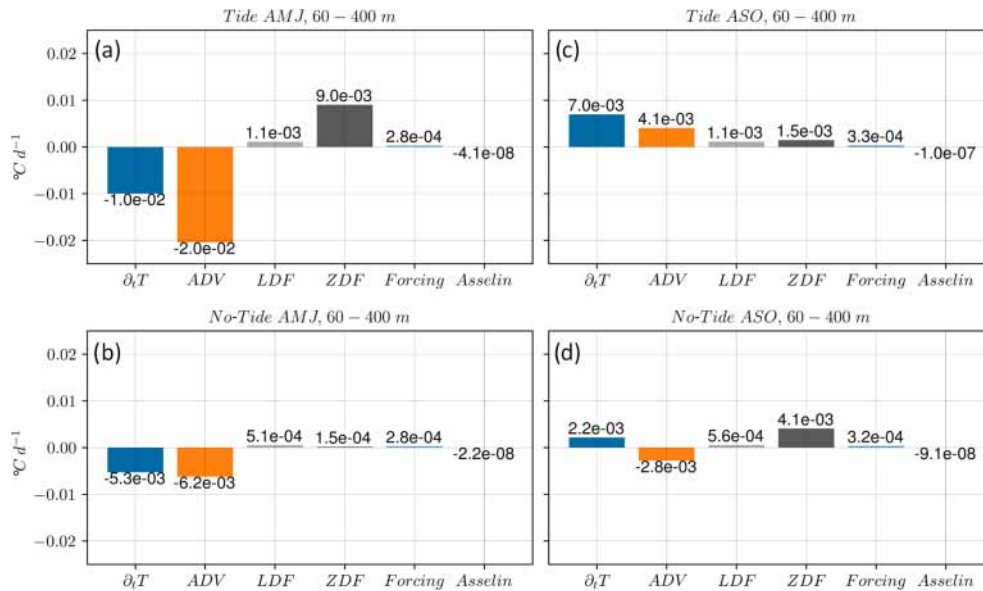 Tide AMJ, 60 − 400 m
(a)
°C d⁻¹
0.02
0.01
0.00
−0.01
−0.02
-1.0e-02
-2.0e-02
1.1e-03
9.0e-03
2.8e-04
-4.1e-08
∂ₜT ADV LDF ZDF Forcing Asselin
Tide ASO, 60 − 400 m
(c)
7.0e-03
4.1e-03
1.1e-03
1.5e-03
3.3e-04
-1.0e-07
∂ₜT ADV LDF ZDF Forcing Asselin
No-Tide AMJ, 60 − 400 m
(b)
°C d⁻¹
0.02
0.01
0.00
−0.01
−0.02
-5.3e-03
-6.2e-03
5.1e-04
1.5e-04
2.8e-04
-2.2e-08
∂ₜT ADV LDF ZDF Forcing Asselin
No-Tide ASO, 60 − 400 m
(d)
2.2e-03
-2.8e-03
5.6e-04
4.1e-03
3.2e-04
-9.1e-08
∂ₜT ADV LDF ZDF Forcing Asselin